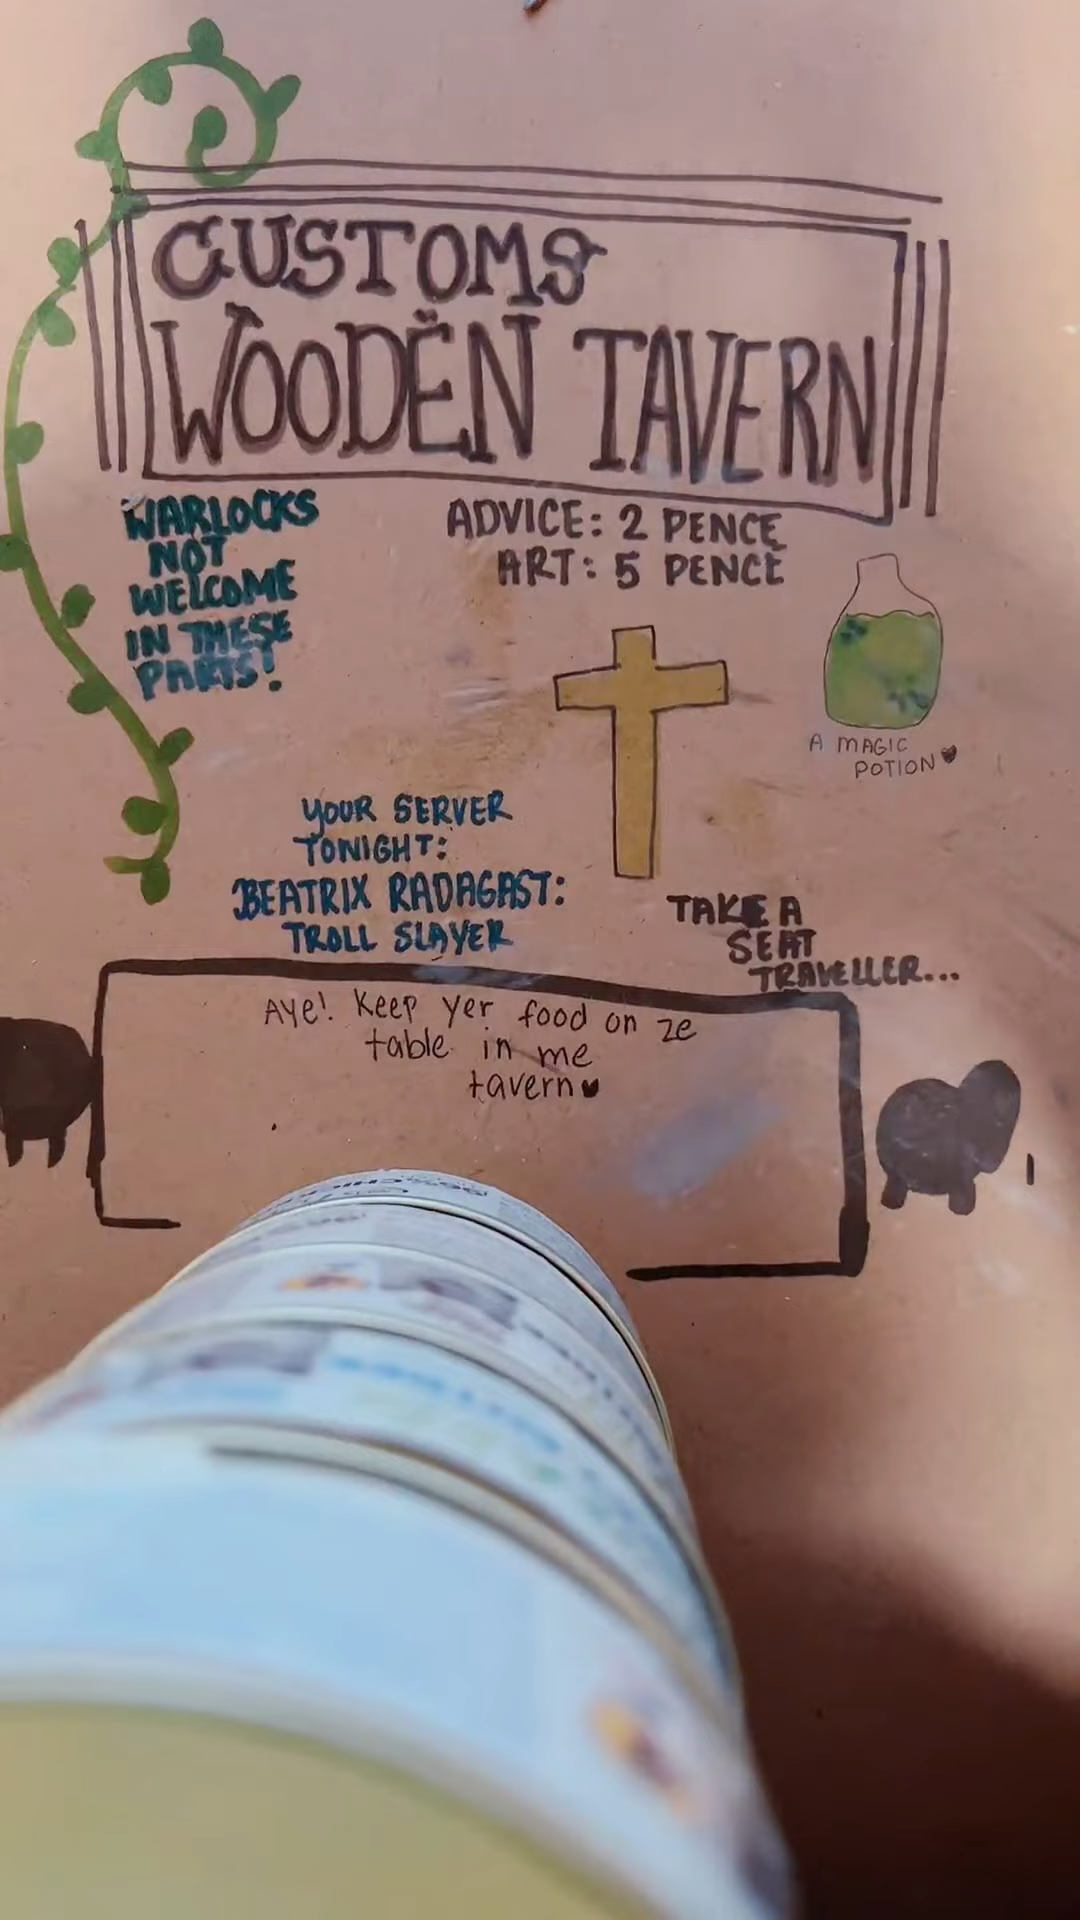 CUSTOMS
WOODËN TAVERN
WARLOCKS
NOT
WELCOME
IN THESE
PARTS!
ADVICE: 2 PENCE
ART: 5 PENCE
A MAGIC
POTION
YOUR SERVER
TONIGHT:
BEATRIX RADAGAST:
TROLL SLAYER
TAKE A
SEAT
TRAVELLER...
Aye! Keep yer food on ze
table in me
tavern